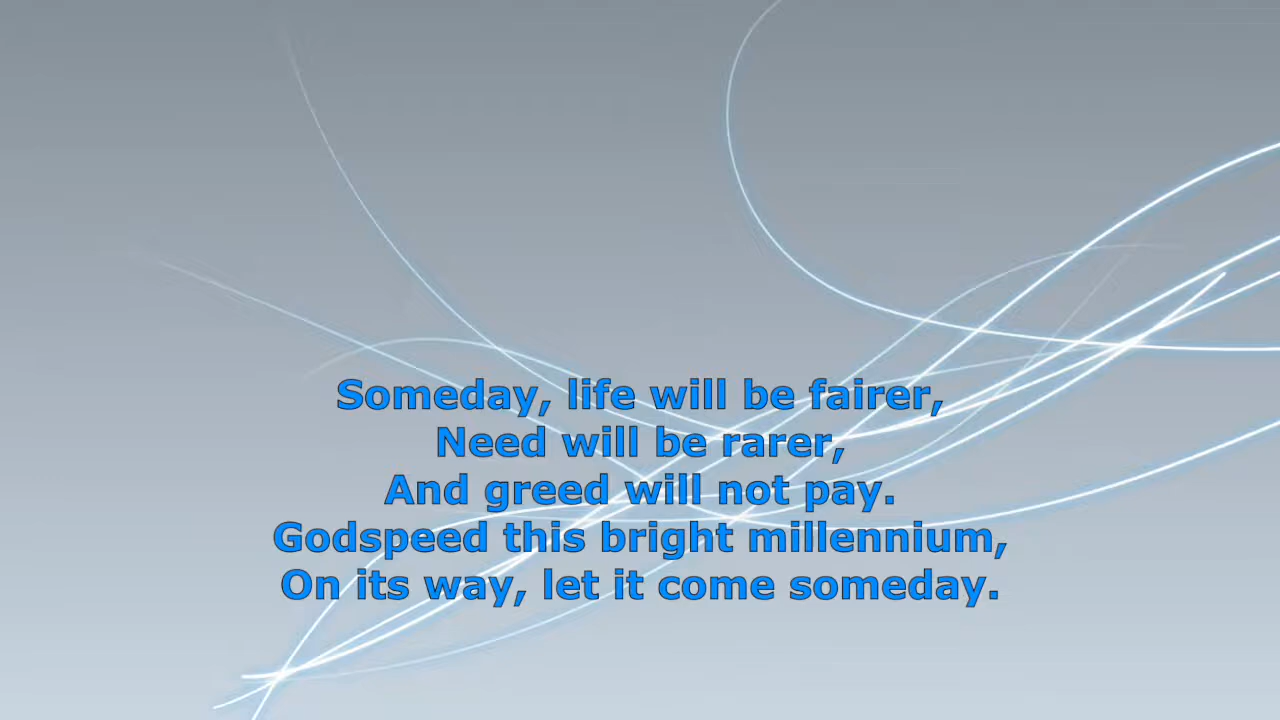 Someday, life will be fairer,
Need will be rarer,
And greed will not pay.
Godspeed this bright millennium,
On its way, let it come someday.